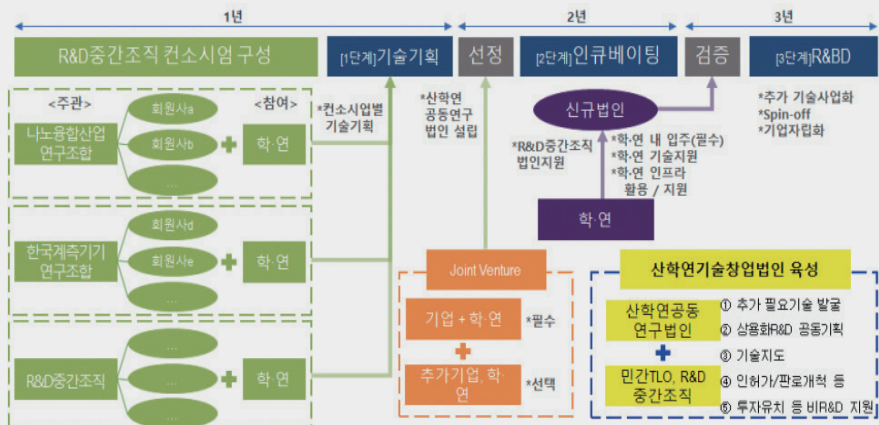 1년
2년
3년
R&D중간조직 컨소시엄 구성
[1단계]기술기획
선정
[2단계]인큐베이팅
검증
[3단계]R&BD
<주관>
<참여>
나노융합산업
연구조합
회원사a
회원사b
...
학·연
한국계측기기
연구조합
회원사d
회원사e
...
학·연
R&D중간조직
...
...
...
학·연
*컨소시업별
기술기획
*산학연
공동연구
법인 설립
신규법인
*R&D중간조직
법인지원
*학·연 내 입주(필수)
*학·연 기술지원
*학·연 인프라
활용 / 지원
학·연
*추가 기술사업화
*Spin-off
*기업자립화
Joint Venture
기업 + 학·연
*필수
추가기업, 학·
연
*선택
산학연기술창업법인 육성
산학연공동
연구법인
민간TLO, R&D
중간조직
① 추가 필요기술 발굴
② 상용화R&D 공동기획
③ 기술지도
④ 인허가/판로개척 등
⑤ 투자유치 등 비R&D 지원